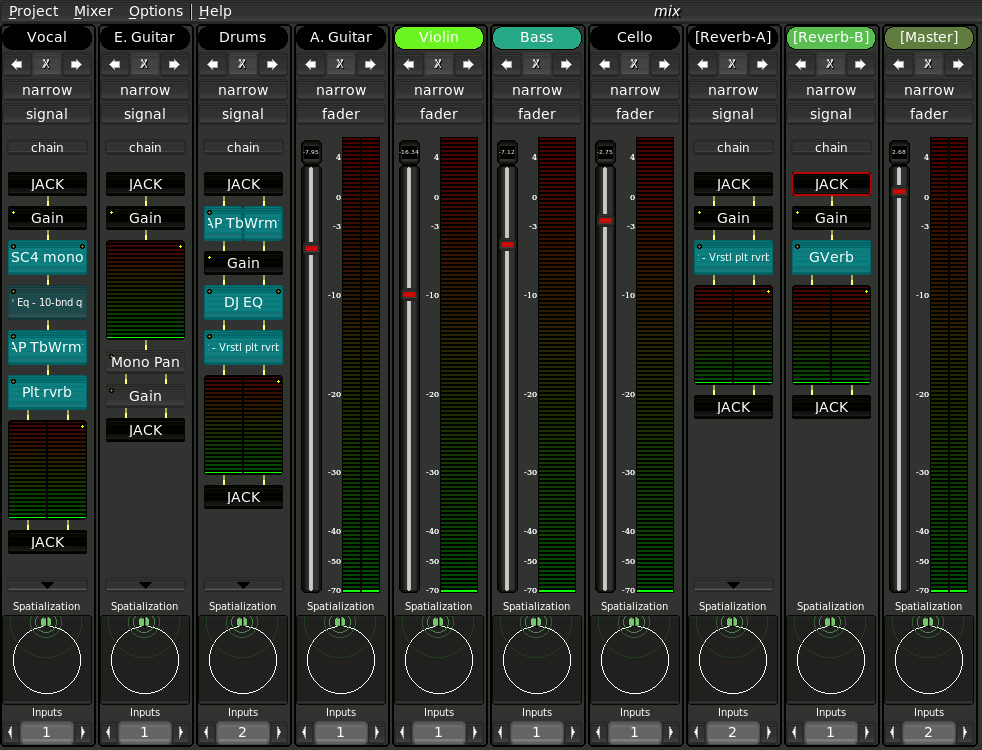 Project Mixer Options Help mix
Vocal E. Guitar Drums A. Guitar Violin Bass Cello [Reverb-A] [Reverb-B] [Master]
X X X X X X X X X X
narrow narrow narrow narrow narrow narrow narrow narrow narrow narrow
signal signal signal fader fader fader fader signal signal fader
chain chain chain -7.95 -16.34 -7.12 -2.75 chain chain 2.68
4 4 4 4 4
JACK JACK JACK JACK JACK
0 0 0 0 0
Gain Gain AP TbWrm Gain Gain
-3 -3 -3 -3 -3
SC4 mono Gain - Vrstl plt rvrt GVerb
Eq - 10-bnd q DJ EQ -10 -10 -10 -10 -10
AP TbWrm - Vrstl plt rvrt
Mono Pan
Plt rvrb Gain -20 -20 -20 -20 JACK JACK -20
JACK
-30 -30 -30 -30 -30
JACK
JACK -40 -40 -40 -40 -40
-50 -50 -50 -50 -50
-70 -70 -70 -70 -70
Spatialization Spatialization Spatialization Spatialization Spatialization Spatialization Spatialization Spatialization Spatialization Spatialization
Inputs Inputs Inputs Inputs Inputs Inputs Inputs Inputs Inputs Inputs
1 1 2 1 1 1 1 2 1 2